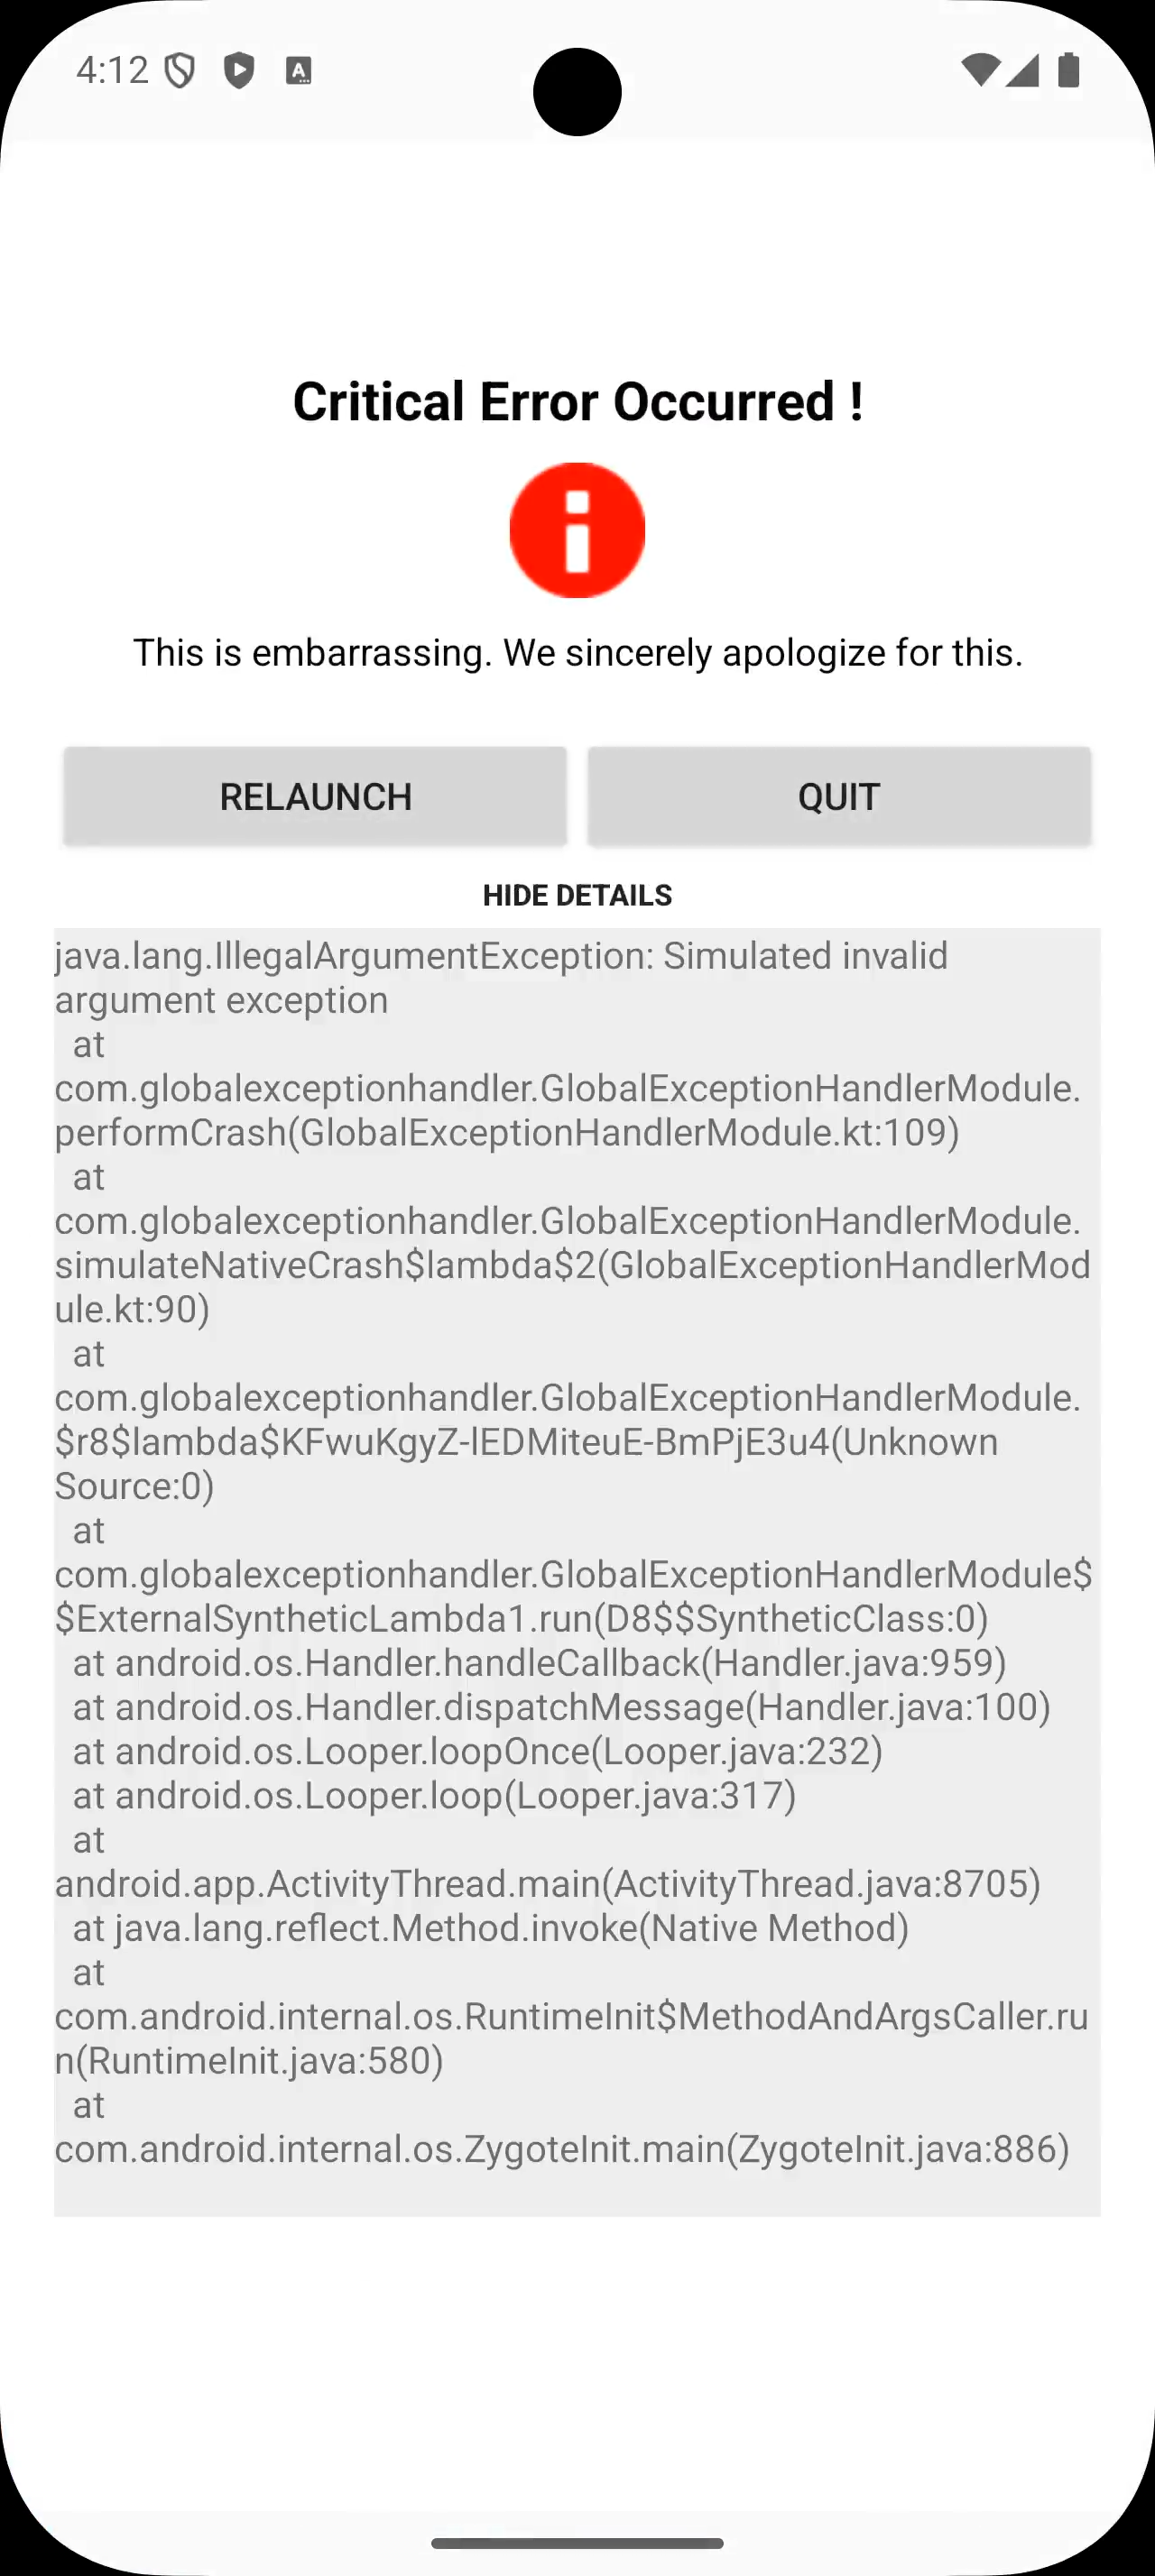 4:12
Critical Error Occurred !
This is embarrassing. We sincerely apologize for this.
RELAUNCH
QUIT
HIDE DETAILS
java.lang.IllegalArgumentException: Simulated invalid
argument exception
at
com.globalexceptionhandler.GlobalExceptionHandlerModule.
performCrash(GlobalExceptionHandlerModule.kt:109)
at
com.globalexceptionhandler.GlobalExceptionHandlerModule.
simulateNativeCrash$lambda$2(GlobalExceptionHandlerMod
ule.kt:90)
at
com.globalexceptionhandler.GlobalExceptionHandlerModule.
$r8$lambda$KFwuKgyZ-lEDMiteuE-BmPjE3u4(Unknown
Source:0)
at
com.globalexceptionhandler.GlobalExceptionHandlerModule$
$ExternalSyntheticLambda1.run(D8$$SyntheticClass:0)
at android.os.Handler.handleCallback(Handler.java:959)
at android.os.Handler.dispatchMessage(Handler.java:100)
at android.os.Looper.loopOnce(Looper.java:232)
at android.os.Looper.loop(Looper.java:317)
at
android.app.ActivityThread.main(ActivityThread.java:8705)
at java.lang.reflect.Method.invoke(Native Method)
at
com.android.internal.os.RuntimeInit$MethodAndArgsCaller.ru
n(RuntimeInit.java:580)
at
com.android.internal.os.ZygoteInit.main(ZygoteInit.java:886)